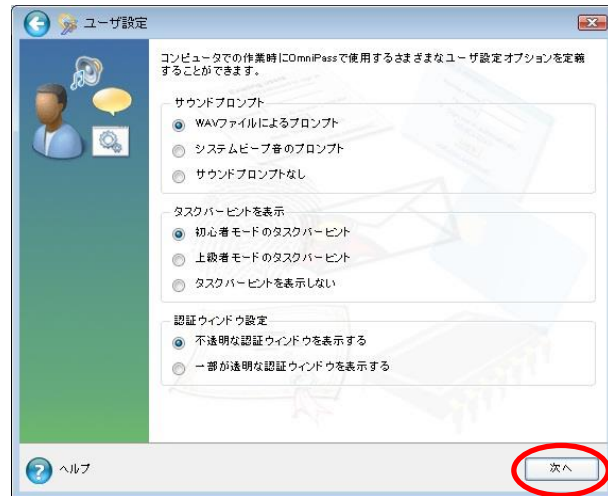 ユーザ設定
コンピュータでの作業時にOmniPassで使用するさまざまなユーザ設定オプションを定義
することができます。
サウンドプロンプト
WAVファイルによるプロンプト
システムビープ音のプロンプト
サウンドプロンプトなし
タスクバーヒントを表示
初心者モードのタスクバーヒント
上級者モードのタスクバーヒント
タスクバーヒントを表示しない
認証ウィンドウ設定
不透明な認証ウィンドウを表示する
一部が透明な認証ウィンドウを表示する
ヘルプ
次へ